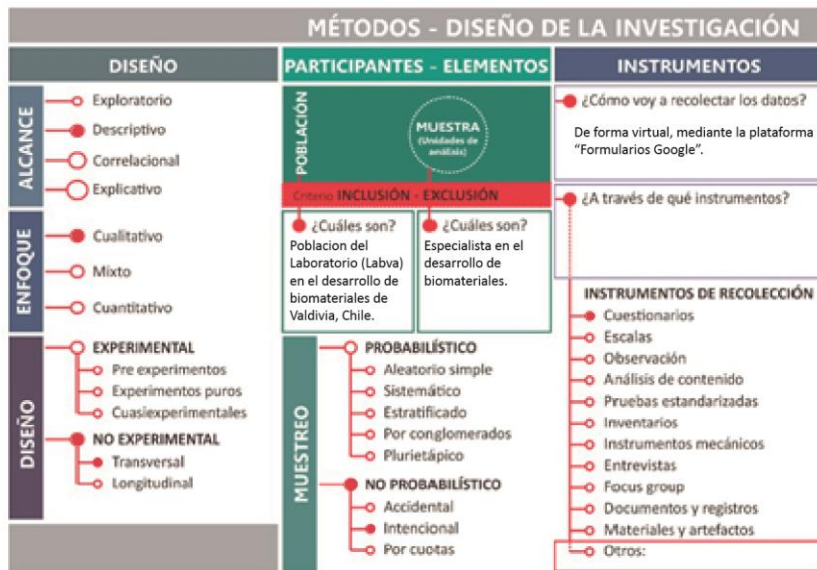 MÉTODOS - DISEÑO DE LA INVESTIGACIÓN
DISEÑO
ALCANCE
Exploratorio
Descriptivo
Correlacional
Explicativo
ENFOQUE
Cualitativo
Mixto
Cuantitativo
DISEÑO
EXPERIMENTAL
Pre experimentos
Experimentos puros
Cuasiexperimentales
NO EXPERIMENTAL
Transversal
Longitudinal
PARTICIPANTES - ELEMENTOS
POBLACIÓN
MUESTRA
(Unidades de
análisis)
Criterio INCLUSIÓN - EXCLUSIÓN
¿Cuáles son?
Poblacion del
Laboratorio (Labva)
en el desarrollo de
biomateriales de
Valdivia, Chile.
¿Cuáles son?
Especialista en el
desarrollo de
biomateriales.
MUESTREO
PROBABILÍSTICO
Aleatorio simple
Sistemático
Estratificado
Por conglomerados
Plurietápico
NO PROBABILÍSTICO
Accidental
Intencional
Por cuotas
INSTRUMENTOS
¿Cómo voy a recolectar los datos?
De forma virtual, mediante la plataforma
“Formularios Google”.
¿A través de qué instrumentos?
INSTRUMENTOS DE RECOLECCIÓN
Cuestionarios
Escalas
Observación
Análisis de contenido
Pruebas estandarizadas
Inventarios
Instrumentos mecánicos
Entrevistas
Focus group
Documentos y registros
Materiales y artefactos
Otros: